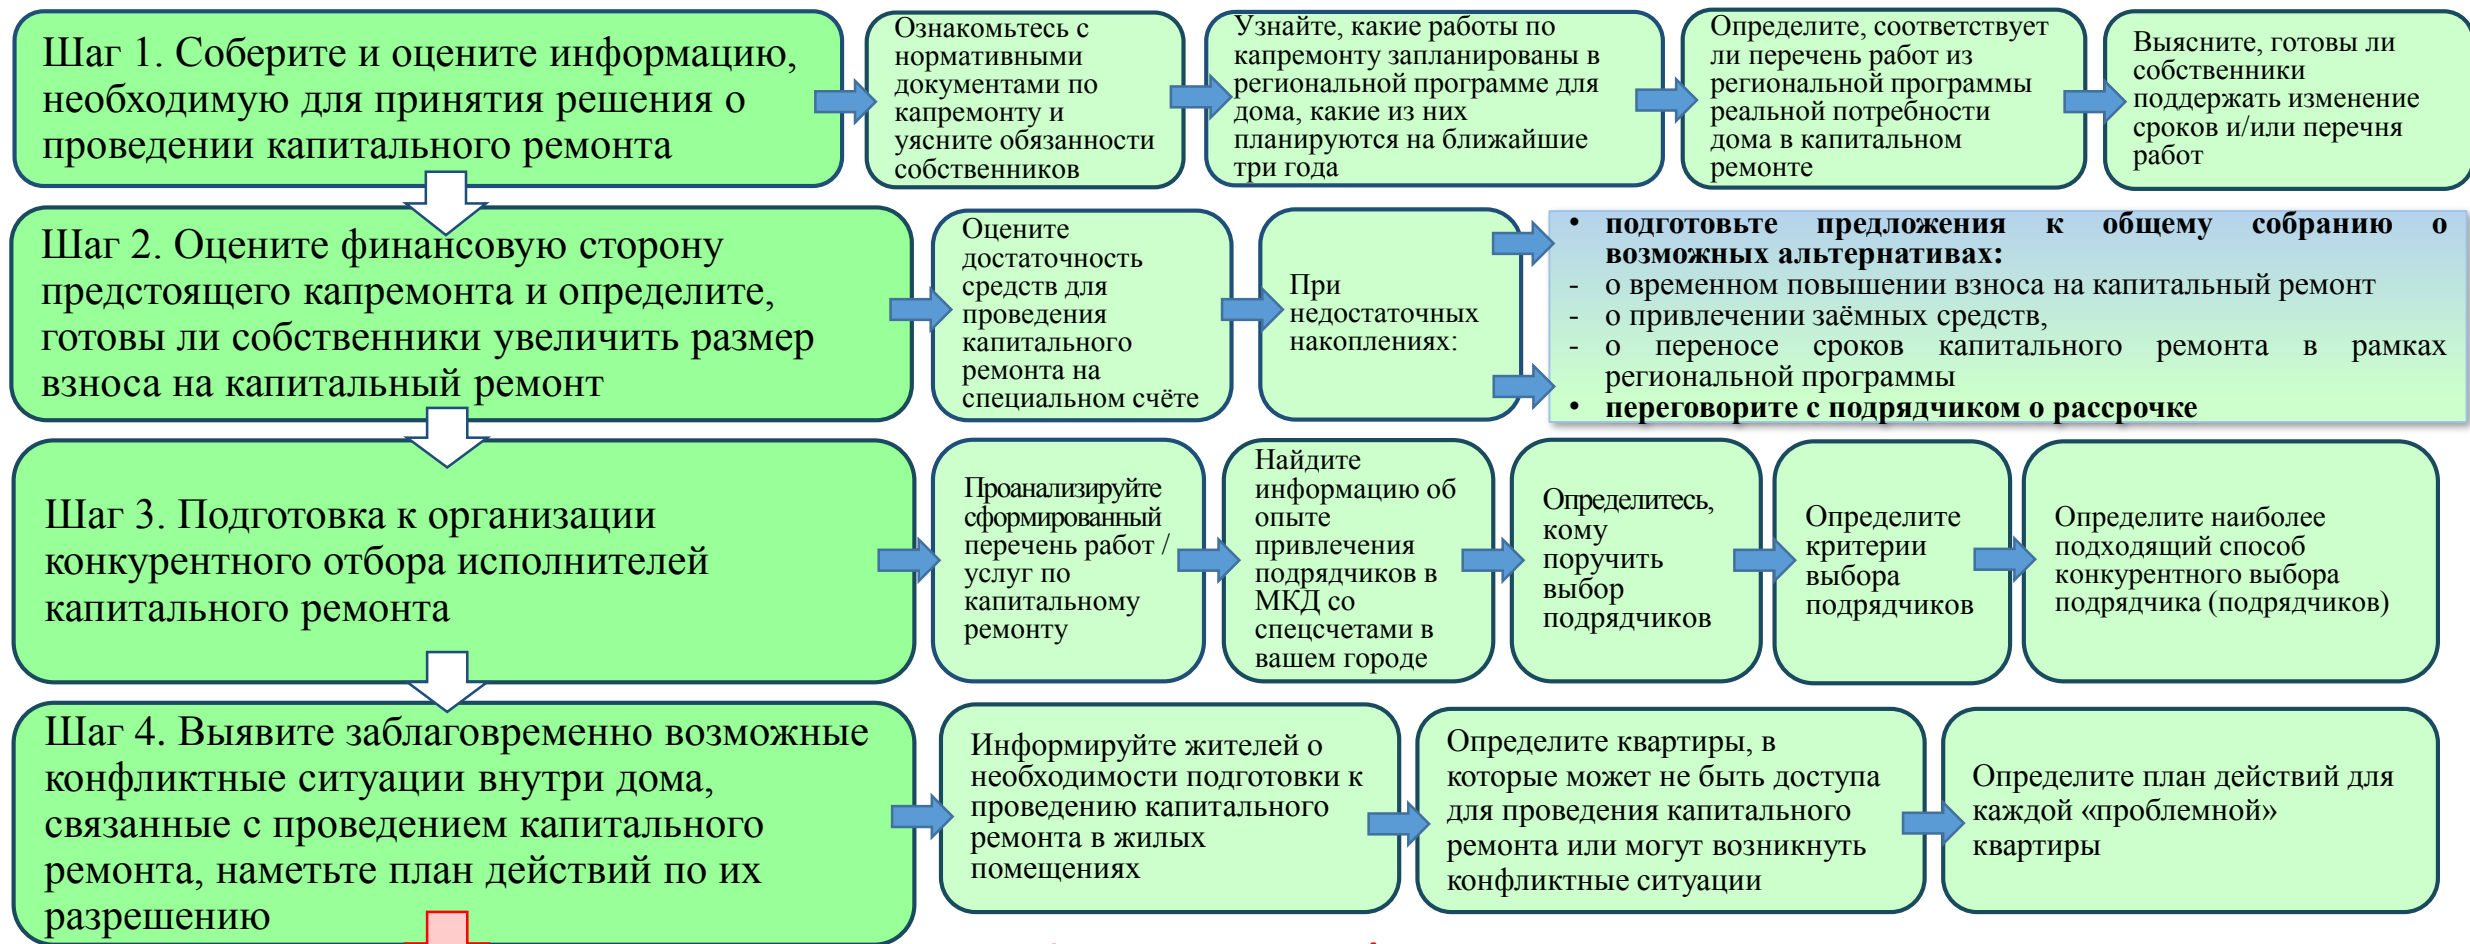 Шаг 1. Соберите и оцените информацию,
необходимую для принятия решения о
проведении капитального ремонта
Ознакомьтесь с
нормативными
документами по
капремонту и
уясните обязанности
собственников
Узнайте, какие работы по
капремонту запланированы в
региональной программе для
дома, какие из них
планируются на ближайшие
три года
Определите, соответствует
ли перечень работ из
региональной программы
реальной потребности
дома в капитальном
ремонте
Выясните, готовы ли
собственники
поддержать изменение
сроков и/или перечня
работ
Шаг 2. Оцените финансовую сторону
предстоящего капремонта и определите,
готовы ли собственники увеличить размер
взноса на капитальный ремонт
Оцените
достаточность
средств для
проведения
капитального
ремонта на
специальном счёте
При
недостаточных
накоплениях:
• подготовьте предложения к общему собранию о
возможных альтернативах:
- о временном повышении взноса на капитальный ремонт
- о привлечении заёмных средств,
- о переносе сроков капитального ремонта в рамках
региональной программы
• переговорите с подрядчиком о рассрочке
Шаг 3. Подготовка к организации
конкурентного отбора исполнителей
капитального ремонта
Проанализируйте
сформированный
перечень работ /
услуг по
капитальному
ремонту
Найдите
информацию об
опыте
привлечения
подрядчиков в
МКД со
спецсчетами в
вашем городе
Определитесь,
кому
поручить
выбор
подрядчиков
Определите
критерии
выбора
подрядчиков
Определите наиболее
подходящий способ
конкурентного выбора
подрядчика (подрядчиков)
Шаг 4. Выявите заблаговременно возможные
конфликтные ситуации внутри дома,
связанные с проведением капитального
ремонта, наметьте план действий по их
разрешению
Информируйте жителей о
необходимости подготовки к
проведению капитального
ремонта в жилых
помещениях
Определите квартиры, в
которые может не быть доступа
для проведения капитального
ремонта или могут возникнуть
конфликтные ситуации
Определите план действий для
каждой «проблемной»
квартиры